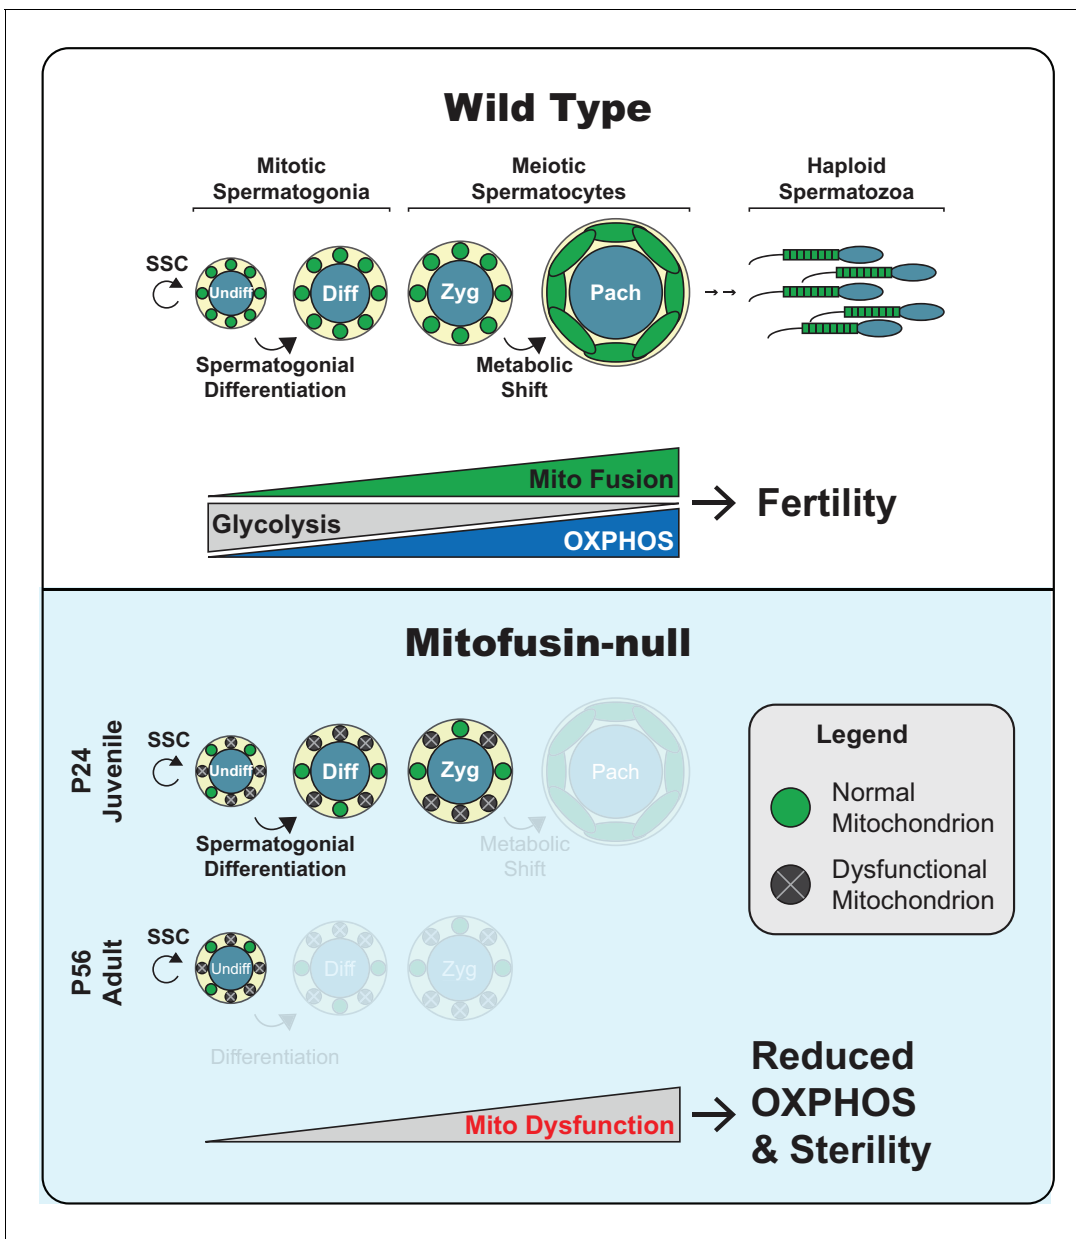 Wild Type
Mitotic
Spermatogonia
Meiotic
Spermatocytes
Haploid
Spermatozoa
SSC
Undiff
Diff
Zyg
Pach
Spermatogonial
Differentiation
Metabolic
Shift
Mito Fusion
Glycolysis
OXPHOS
Fertility
Mitofusin-null
P24
Juvenile
SSC
Undiff
Diff
Zyg
Pach
Spermatogonial
Differentiation
Metabolic
Shift
Legend
Normal
Mitochondrion
Dysfunctional
Mitochondrion
P56
Adult
SSC
Undiff
Diff
Zyg
Differentiation
Mito Dysfunction
Reduced
OXPHOS
& Sterility